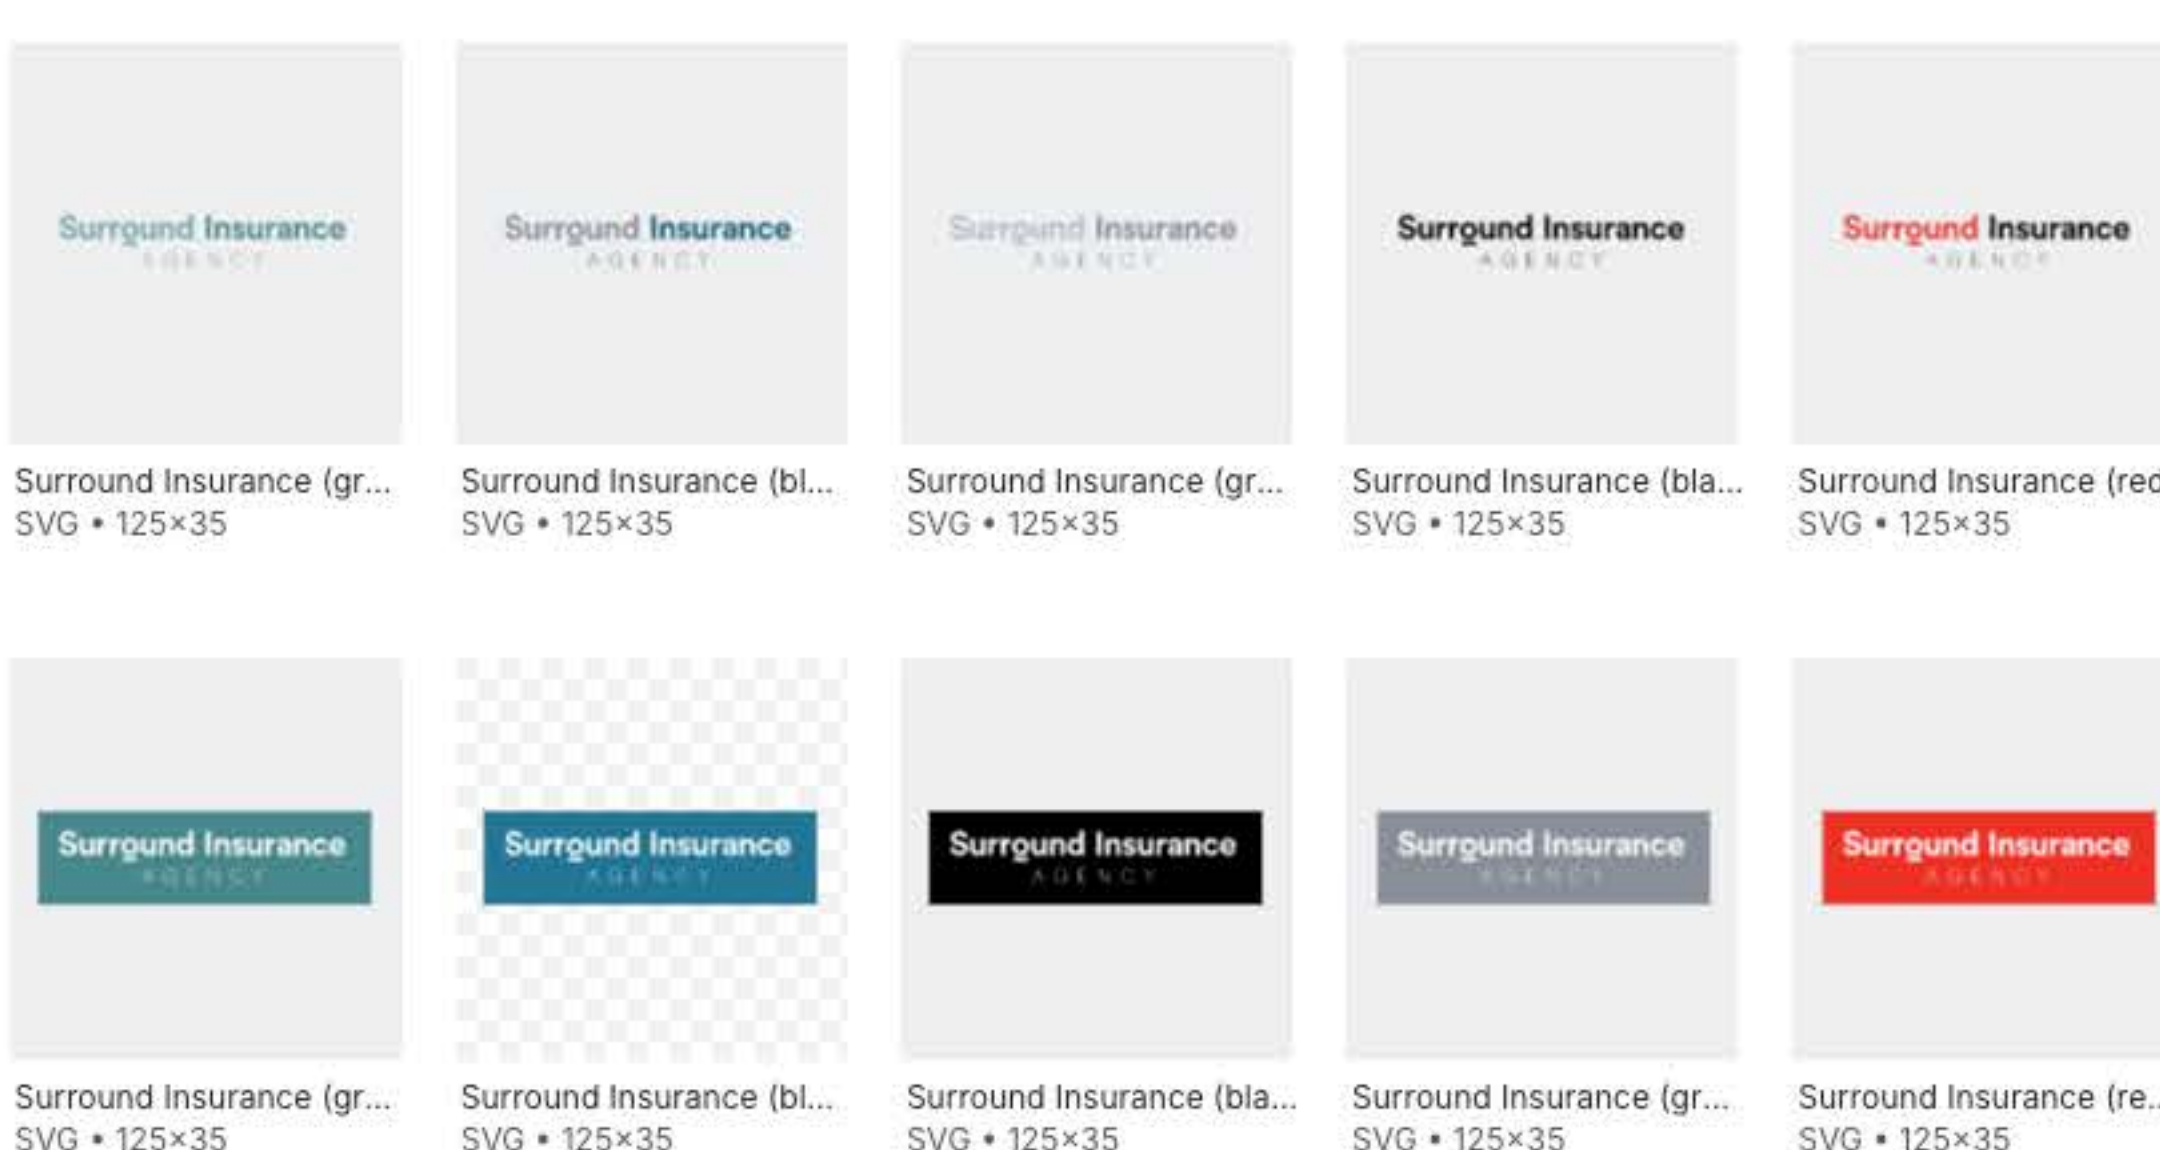 Surround Insurance
AGENCY
Surround Insurance
AGENCY
Surround Insurance
AGENCY
Surround Insurance
AGENCY
Surround Insurance
AGENCY
Surround Insurance (gr...
SVG • 125×35
Surround Insurance (bl...
SVG • 125×35
Surround Insurance (gr...
SVG • 125×35
Surround Insurance (bla...
SVG • 125×35
Surround Insurance (red
SVG • 125×35
Surround Insurance
AGENCY
Surround Insurance
AGENCY
Surround Insurance
AGENCY
Surround Insurance
AGENCY
Surround Insurance
AGENCY
Surround Insurance (gr...
SVG • 125×35
Surround Insurance (bl...
SVG • 125×35
Surround Insurance (bla...
SVG • 125×35
Surround Insurance (gr...
SVG • 125×35
Surround Insurance (re..
SVG • 125×35